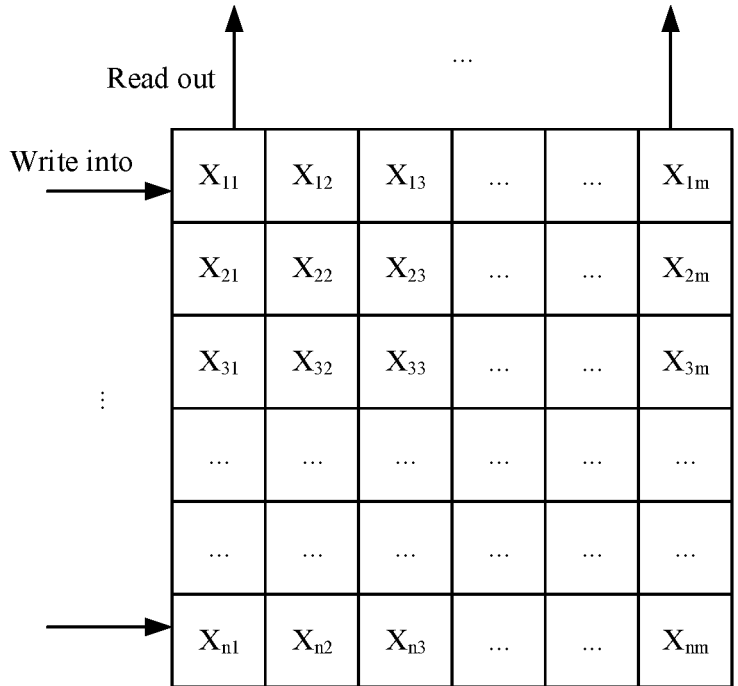 ...
Read out
Write into
X11 X12 X13 ... ... X1m
X21 X22 X23 ... ... X2m
X31 X32 X33 ... ... X3m
...
... ... ... ... ... ...
... ... ... ... ... ...
Xn1 Xn2 Xn3 ... ... Xnm